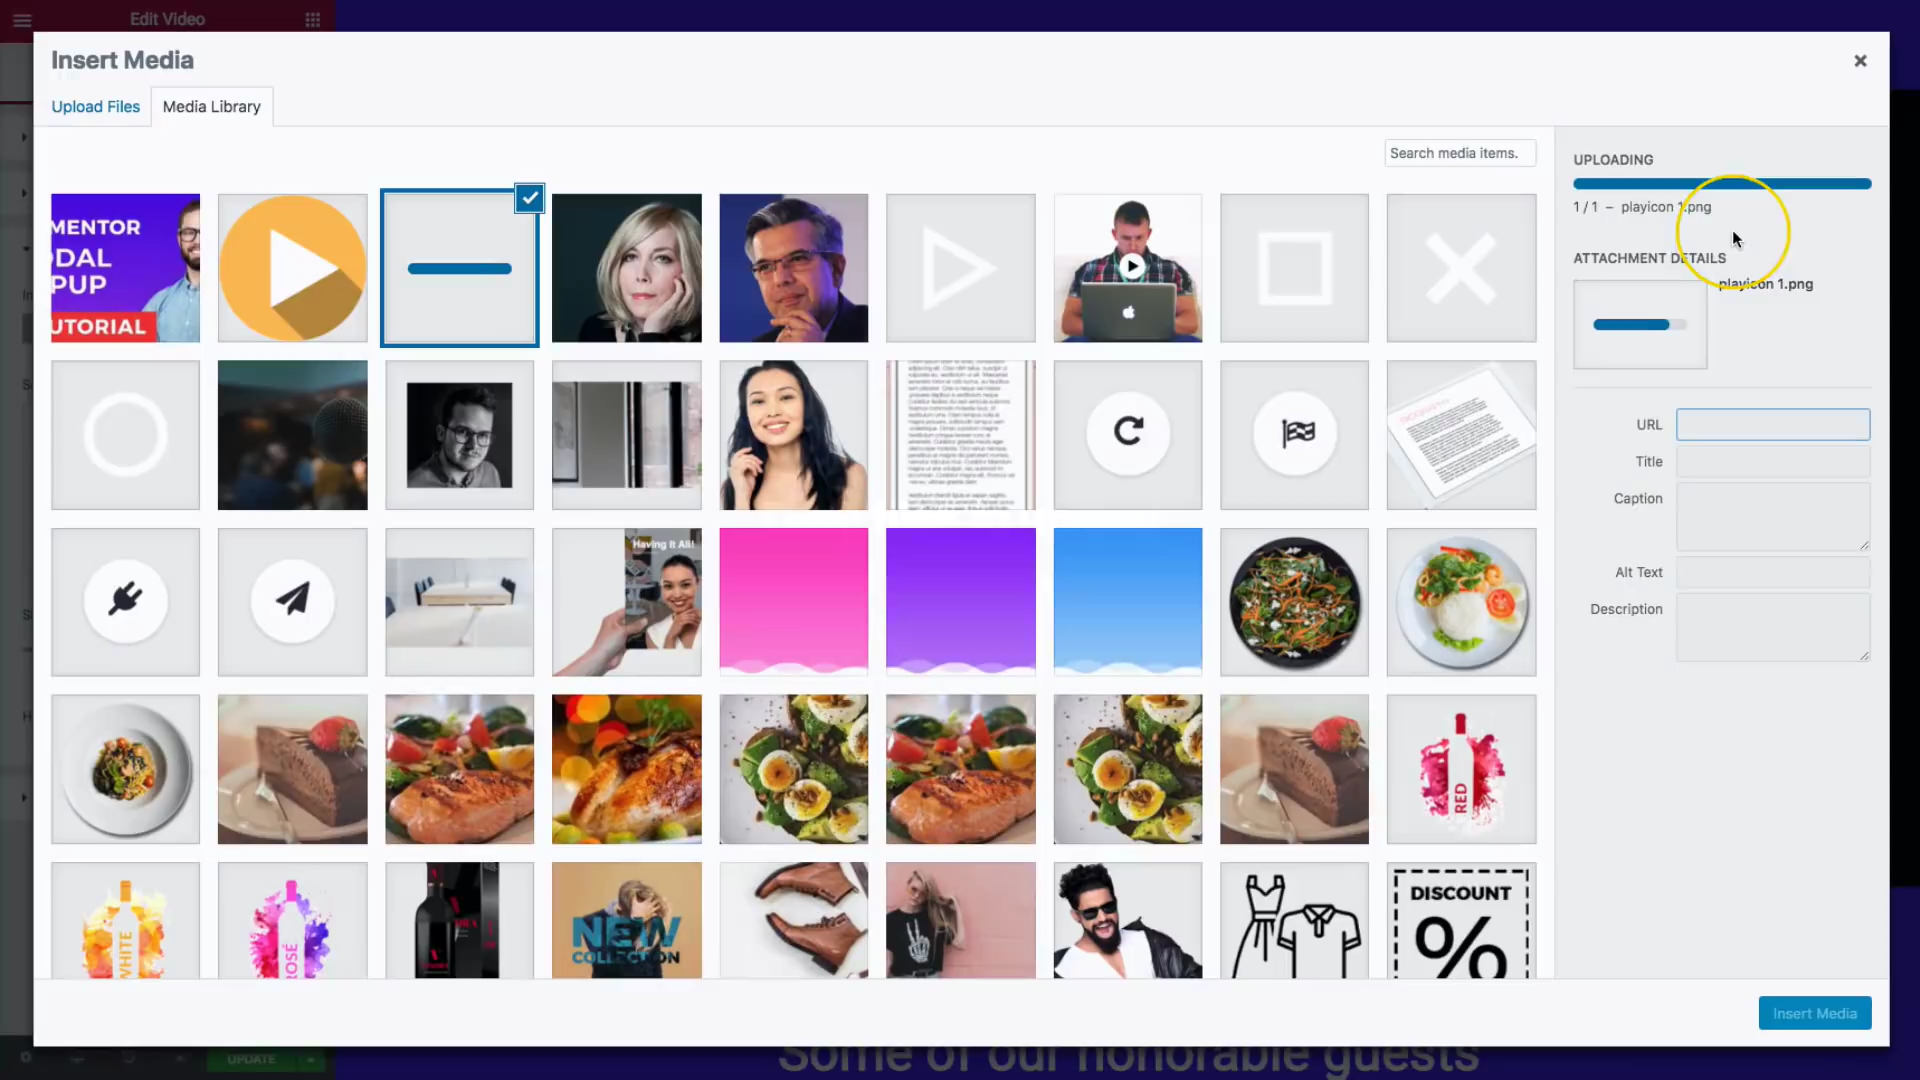 Edit Video
Insert Media
Upload Files
Media Library
Search media items.
UPLOADING
1 / 1 – playicon 1.png
ATTACHMENT DETAILS
playicon 1.png
URL
Title
Caption
Alt Text
Description
MENTOR
DAL
PUP
UTORIAL
Having It All!
RED
WHITE
ROSÉ
NEW
COLLECTION
DISCOUNT
%
Insert Media
UPDATE
Some of our honorable guests